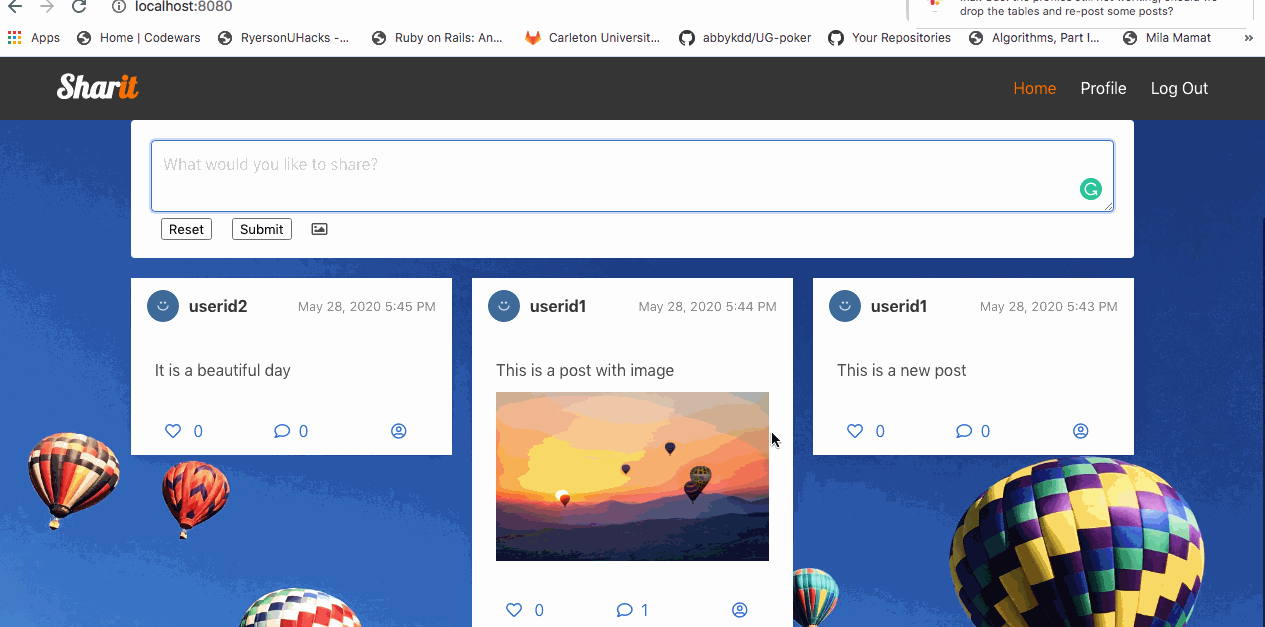 localhost:8080
drop the tables and re-post some posts?
Apps
Home | Codewars
RyersonUHacks -...
Ruby on Rails: An...
Carleton Universit...
abbykdd/UG-poker
Your Repositories
Algorithms, Part I...
Mila Mamat
»
Sharit
Home
Profile
Log Out
What would you like to share?
Reset
Submit
userid2
May 28, 2020 5:45 PM
It is a beautiful day
0
0
userid1
May 28, 2020 5:44 PM
This is a post with image
0
1
userid1
May 28, 2020 5:43 PM
This is a new post
0
0